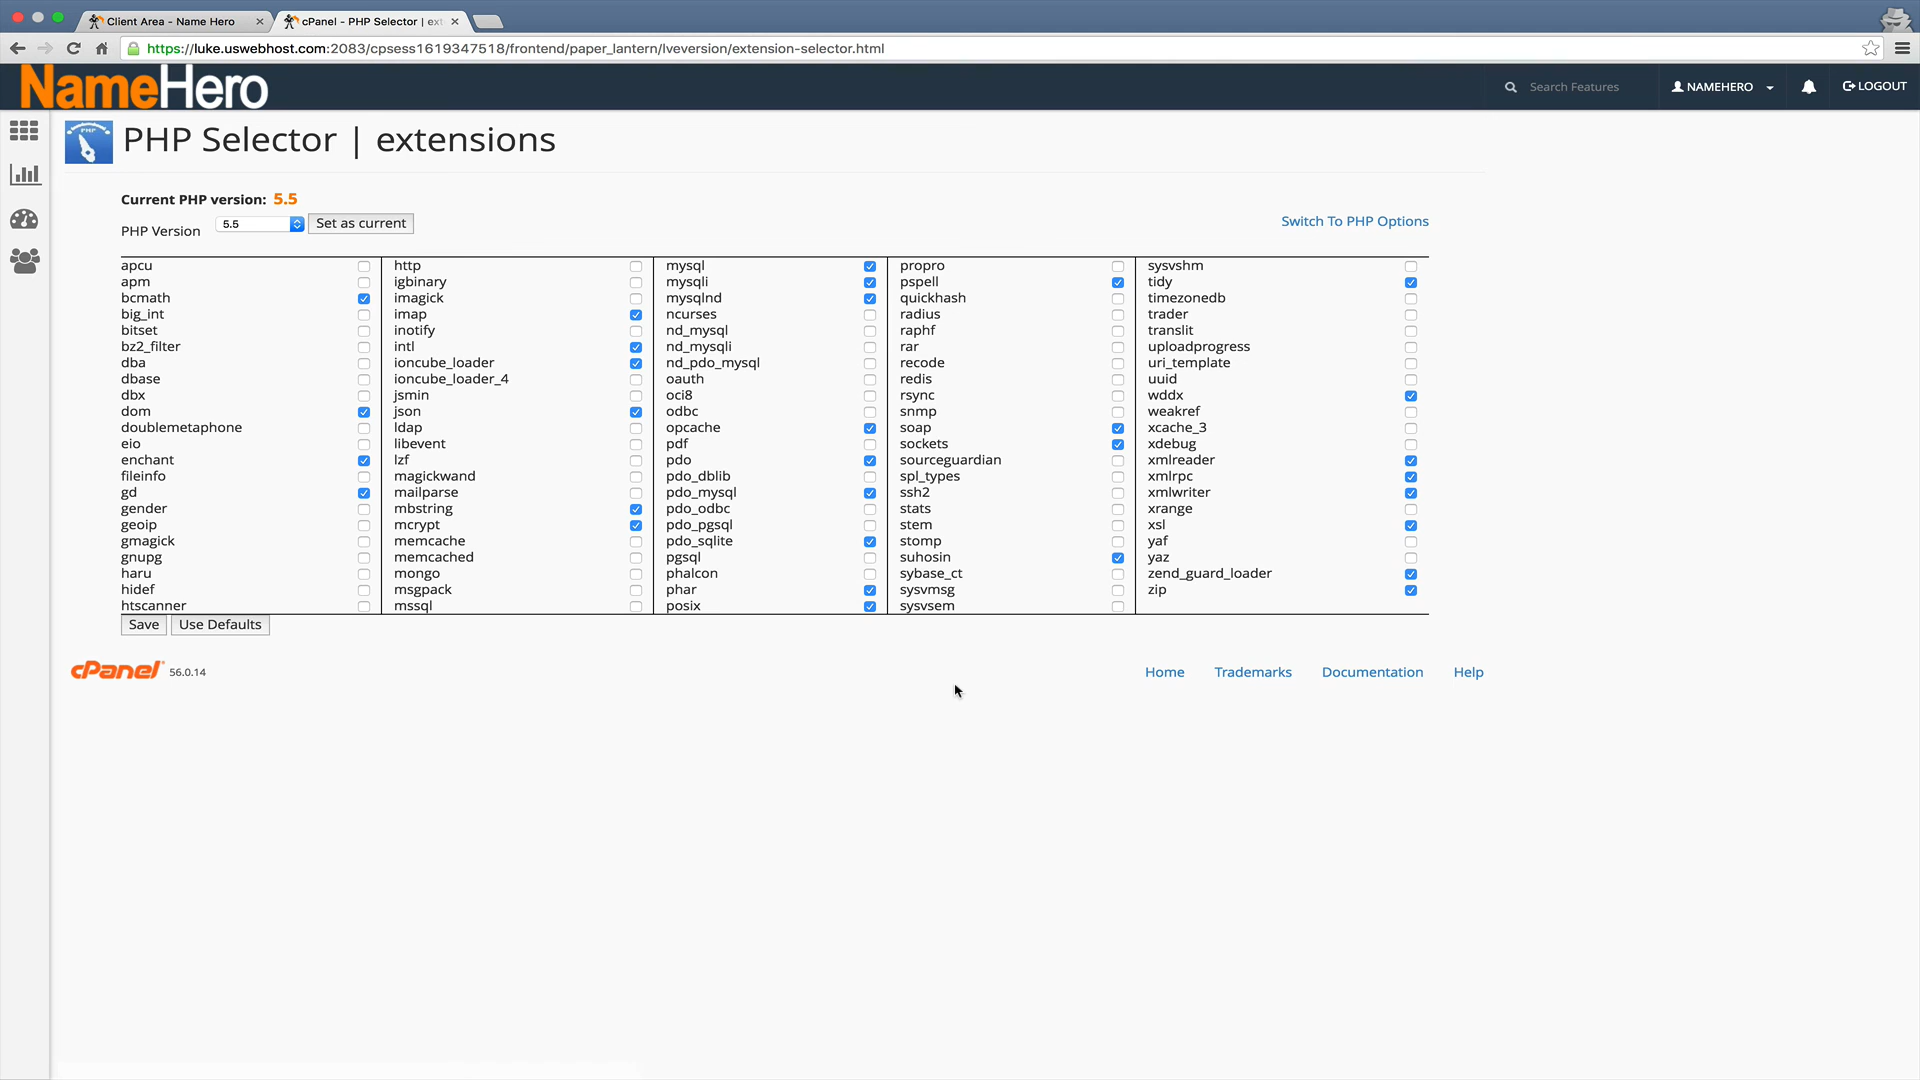 Client Area - Name Hero
cPanel - PHP Selector | ext
https://luke.uswebhost.com:2083/cpsess1619347518/frontend/paper_lantern/lveversion/extension-selector.html
NameHero
Search Features
NAMEHERO
LOGOUT
PHP Selector | extensions
Current PHP version: 5.5
PHP Version 5.5 Set as current
Switch To PHP Options
apcu
apm
bcmath
big_int
bitset
bz2_filter
dba
dbase
dbx
dom
doublemetaphone
eio
enchant
fileinfo
gd
gender
geoip
gmagick
gnupg
haru
hidef
htscanner
http
igbinary
imagick
imap
inotify
intl
ioncube_loader
ioncube_loader_4
jsmin
json
ldap
libevent
lzf
magickwand
mailparse
mbstring
mcrypt
memcache
memcached
mongo
msgpack
mssql
mysql
mysqli
mysqlnd
ncurses
nd_mysql
nd_mysqli
nd_pdo_mysql
oauth
oci8
odbc
opcache
pdf
pdo
pdo_dblib
pdo_mysql
pdo_odbc
pdo_pgsql
pdo_sqlite
pgsql
phalcon
phar
posix
propro
pspell
quickhash
radius
raphf
rar
recode
redis
rsync
snmp
soap
sockets
sourceguardian
spl_types
ssh2
stats
stem
stomp
suhosin
sybase_ct
sysvmsg
sysvsem
sysvshm
tidy
timezonedb
trader
translit
uploadprogress
uri_template
uuid
wddx
weakref
xcache_3
xdebug
xmlreader
xmlrpc
xmlwriter
xrange
xsl
yaf
yaz
zend_guard_loader
zip
Save Use Defaults
cPanel 56.0.14
Home Trademarks Documentation Help